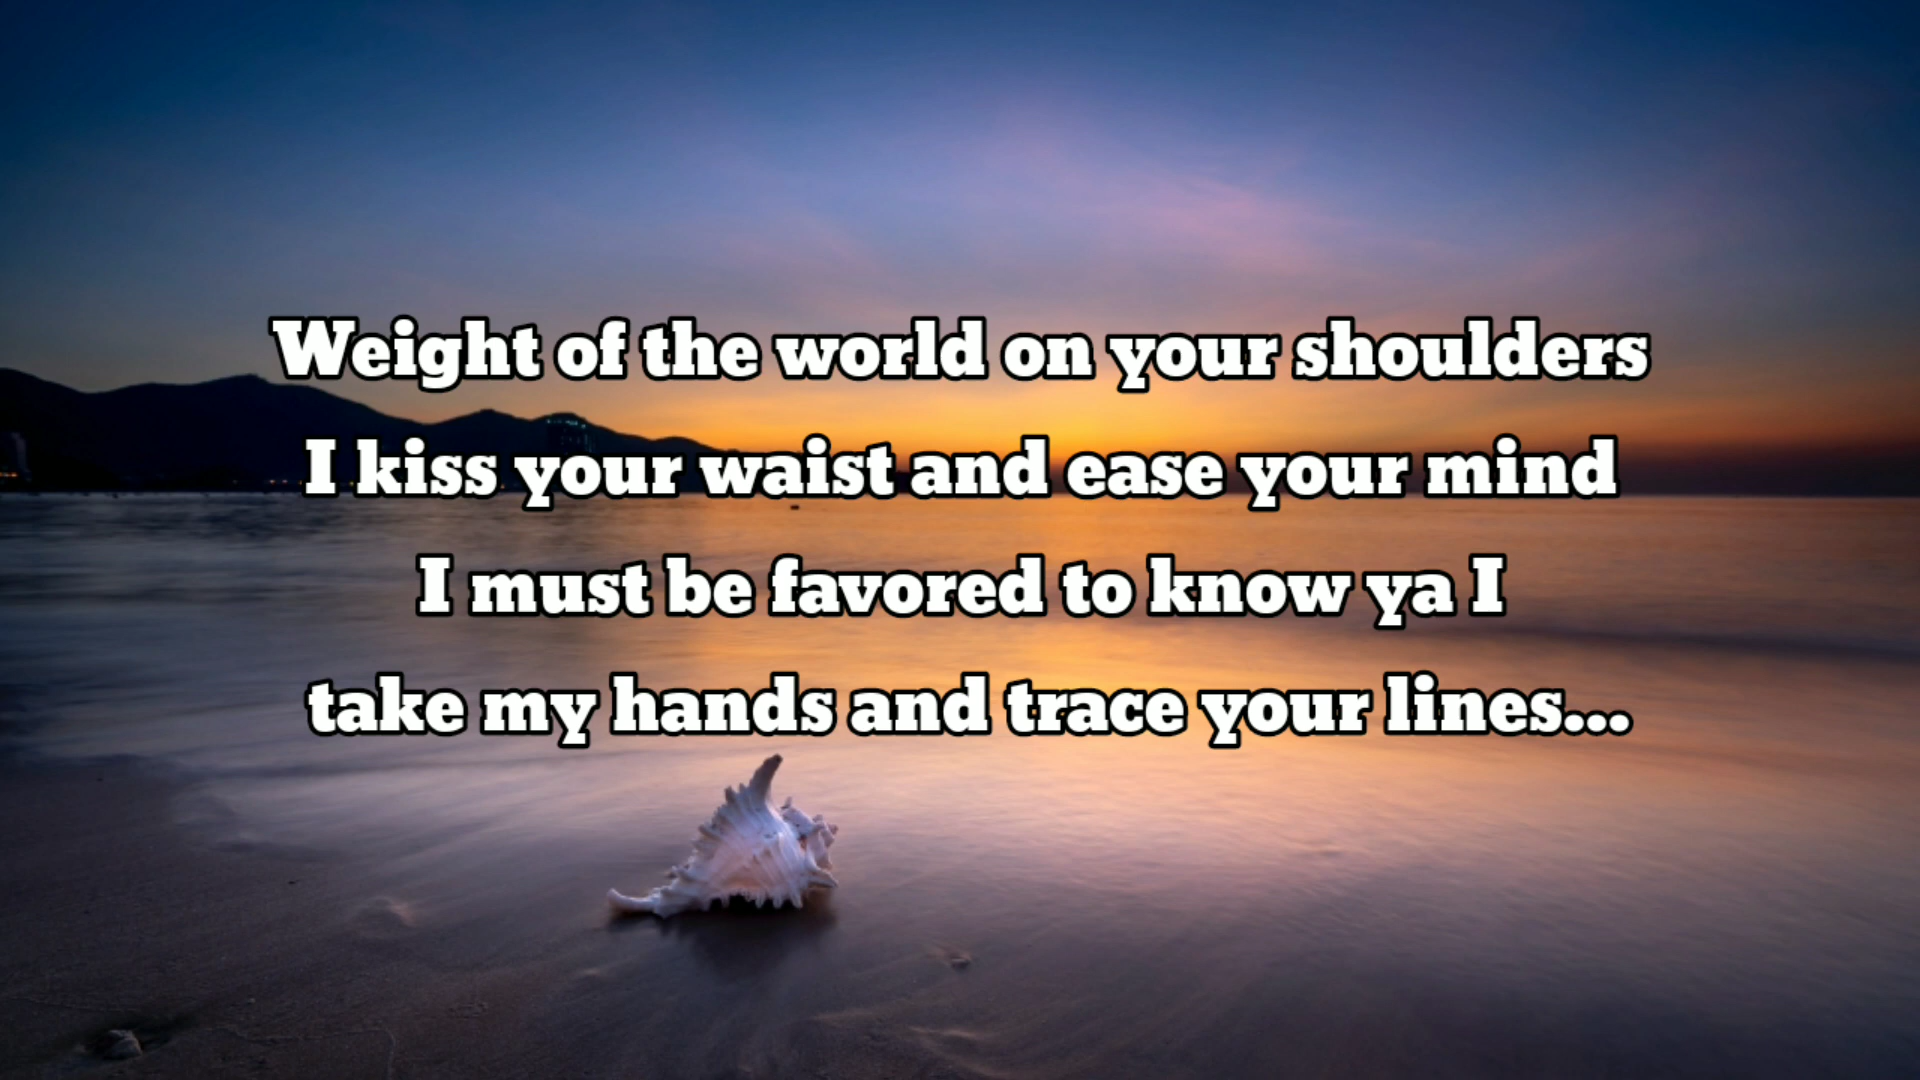 Weight of the world on your shoulders
I kiss your waist and ease your mind
I must be favored to know ya I
take my hands and trace your lines...